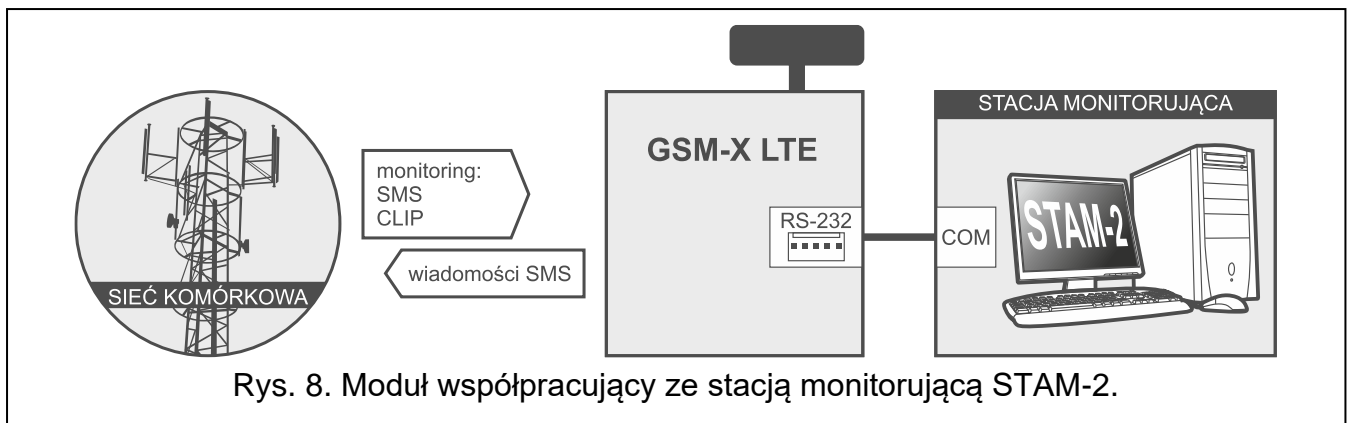 SIEĆ KOMÓRKOWA
monitoring:
SMS
CLIP
wiadomości SMS
GSM-X LTE
RS-232
COM
STACJA MONITORUJĄCA
STAM-2
Rys. 8. Moduł współpracujący ze stacją monitorującą STAM-2.